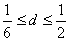 1/6 ≤ d ≤ 1/2